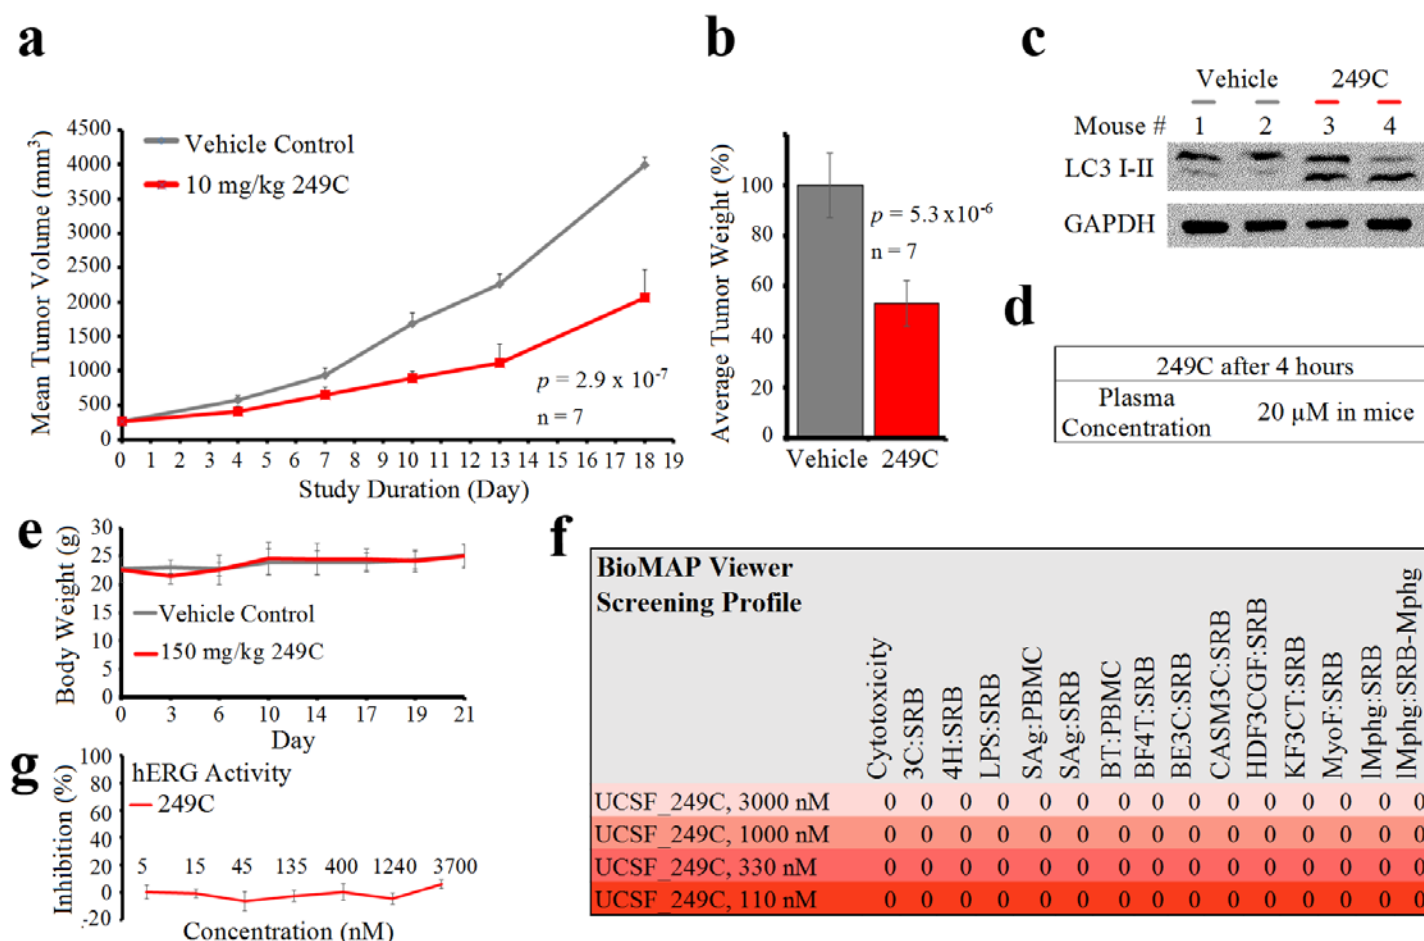 a
Mean Tumor Volume (mm³)
4500
4000
3500
3000
2500
2000
1500
1000
500
0
Vehicle Control
10 mg/kg 249C
p = 2.9 x 10⁻⁷
n = 7
0 1 2 3 4 5 6 7 8 9 10 11 12 13 14 15 16 17 18 19
Study Duration (Day)
b
Average Tumor Weight (%)
100
80
60
40
20
0
p = 5.3 x10⁻⁶
n = 7
Vehicle 249C
c
Vehicle 249C
Mouse # 1 2 3 4
LC3 I-II
GAPDH
d
249C after 4 hours
Plasma Concentration
20 µM in mice
e
Body Weight (g)
30
25
20
15
10
5
0
Vehicle Control
150 mg/kg 249C
0 3 6 10 14 17 19 21
Day
f
BioMAP Viewer
Screening Profile
Cytotoxicity
3C:SRB
4H:SRB
LPS:SRB
SAg:PBMC
SAg:SRB
BT:PBMC
BF4T:SRB
BE3C:SRB
CASM3C:SRB
HDF3CGF:SRB
KF3CT:SRB
MyoF:SRB
lMphg:SRB
lMphg:SRB-Mphg
UCSF_249C, 3000 nM 0 0 0 0 0 0 0 0 0 0 0 0 0 0 0
UCSF_249C, 1000 nM 0 0 0 0 0 0 0 0 0 0 0 0 0 0 0
UCSF_249C, 330 nM 0 0 0 0 0 0 0 0 0 0 0 0 0 0 0
UCSF_249C, 110 nM 0 0 0 0 0 0 0 0 0 0 0 0 0 0 0
g
Inhibition (%)
100
80
60
40
20
0
-20
hERG Activity
249C
5 15 45 135 400 1240 3700
Concentration (nM)